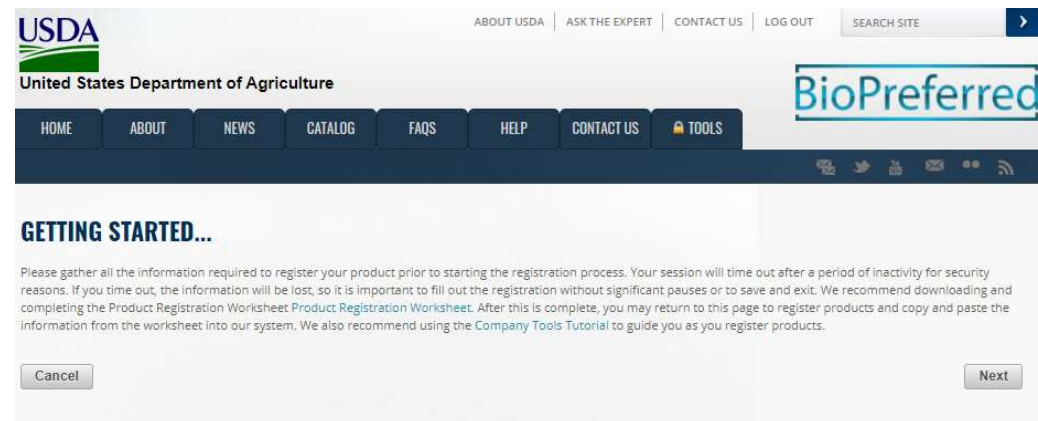 USDA
ABOUT USDA | ASK THE EXPERT | CONTACT US | LOG OUT SEARCH SITE
United States Department of Agriculture
BioPreferred
HOME ABOUT NEWS CATALOG FAQS HELP CONTACT US TOOLS
GETTING STARTED...
Please gather all the information required to register your product prior to starting the registration process. Your session will time out after a period of inactivity for security
reasons. If you time out, the information will be lost, so it is important to fill out the registration without significant pauses or to save and exit. We recommend downloading and
completing the Product Registration Worksheet Product Registration Worksheet. After this is complete, you may return to this page to register products and copy and paste the
information from the worksheet into our system. We also recommend using the Company Tools Tutorial to guide you as you register products.
Cancel Next